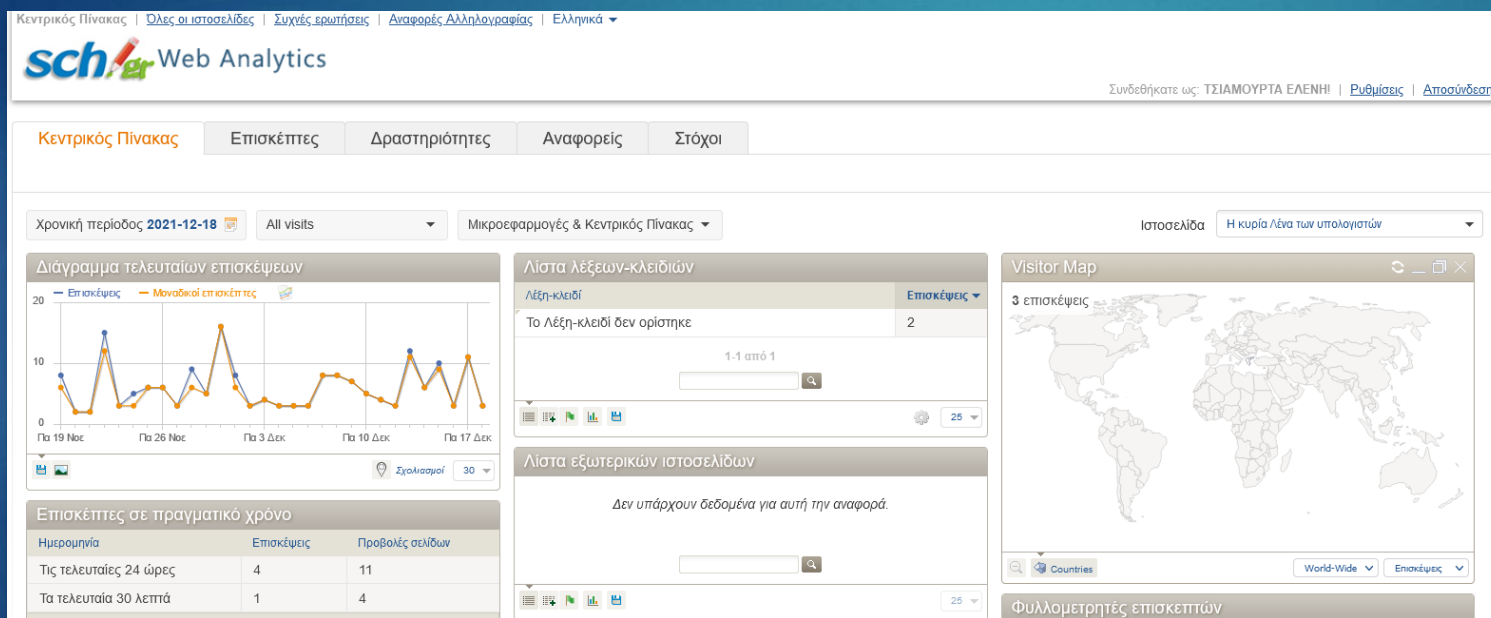 Κεντρικός Πίνακας | Όλες οι ιστοσελίδες | Συχνές ερωτήσεις | Αναφορές Αλληλογραφίας | Ελληνικά
sch.gr Web Analytics
Συνδεθήκατε ως: ΤΣΙΑΜΟΥΡΤΑ ΕΛΕΝΗ! | Ρυθμίσεις | Αποσύνδεση
Κεντρικός Πίνακας Επισκέπτες Δραστηριότητες Αναφορείς Στόχοι
Χρονική περίοδος 2021-12-18 All visits Μικροεφαρμογές & Κεντρικός Πίνακας Ιστοσελίδα Η κυρία Λένα των υπολογιστών
Διάγραμμα τελευταίων επισκέψεων
Επισκέψεις Μοναδικοί επισκέπτες
20
10
0
Πα 19 Νοε Πα 26 Νοε Πα 3 Δεκ Πα 10 Δεκ Πα 17 Δεκ
Σχολιασμοί 30
Επισκέπτες σε πραγματικό χρόνο
Ημερομηνία Επισκέψεις Προβολές σελίδων
Τις τελευταίες 24 ώρες 4 11
Τα τελευταία 30 λεπτά 1 4
Λίστα λέξεων-κλειδιών
Λέξη-κλειδί Επισκέψεις
Το Λέξη-κλειδί δεν ορίστηκε 2
1-1 από 1
25
Λίστα εξωτερικών ιστοσελίδων
Δεν υπάρχουν δεδομένα για αυτή την αναφορά.
25
Visitor Map
3 επισκέψεις
Countries World-Wide Επισκέψεις
Φυλλομετρητές επισκεπτών